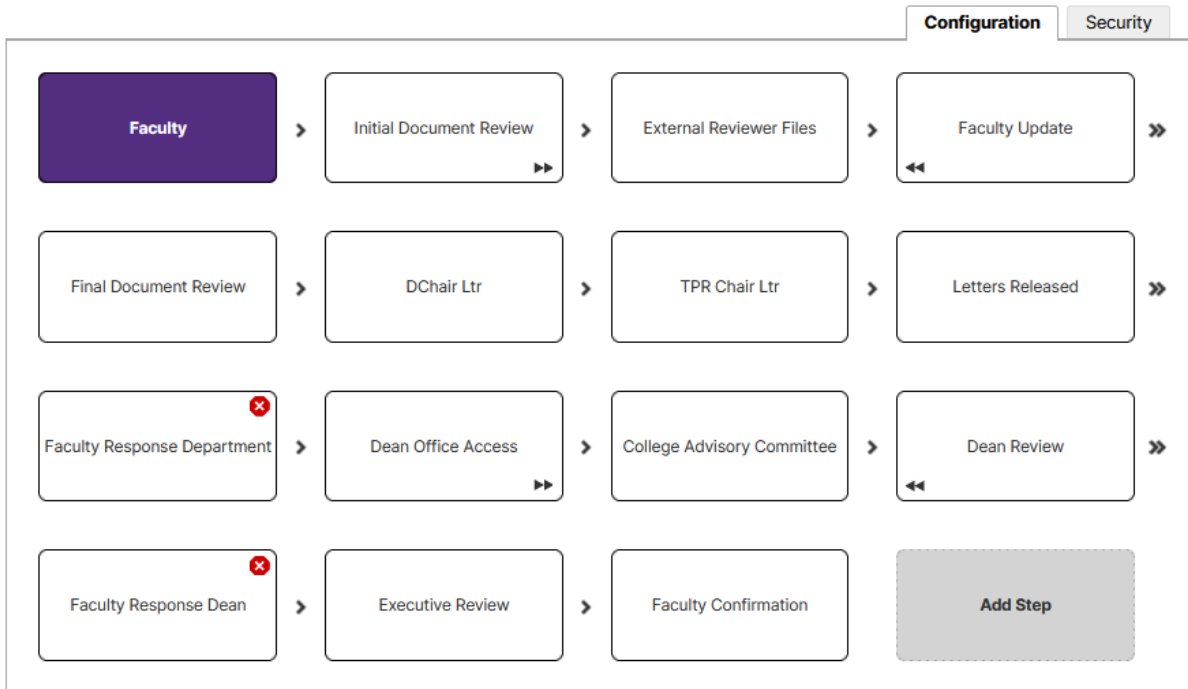 Configuration
Security
Faculty
Initial Document Review
External Reviewer Files
Faculty Update
Final Document Review
DChair Ltr
TPR Chair Ltr
Letters Released
Faculty Response Department
Dean Office Access
College Advisory Committee
Dean Review
Faculty Response Dean
Executive Review
Faculty Confirmation
Add Step